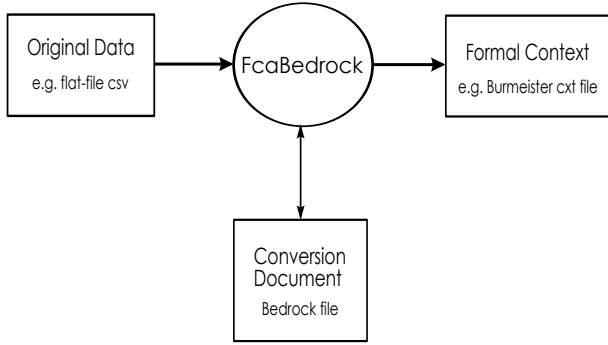 Original Data
e.g. flat-file csv
FcaBedrock
Formal Context
e.g. Burmeister cxt file
Conversion
Document
Bedrock file